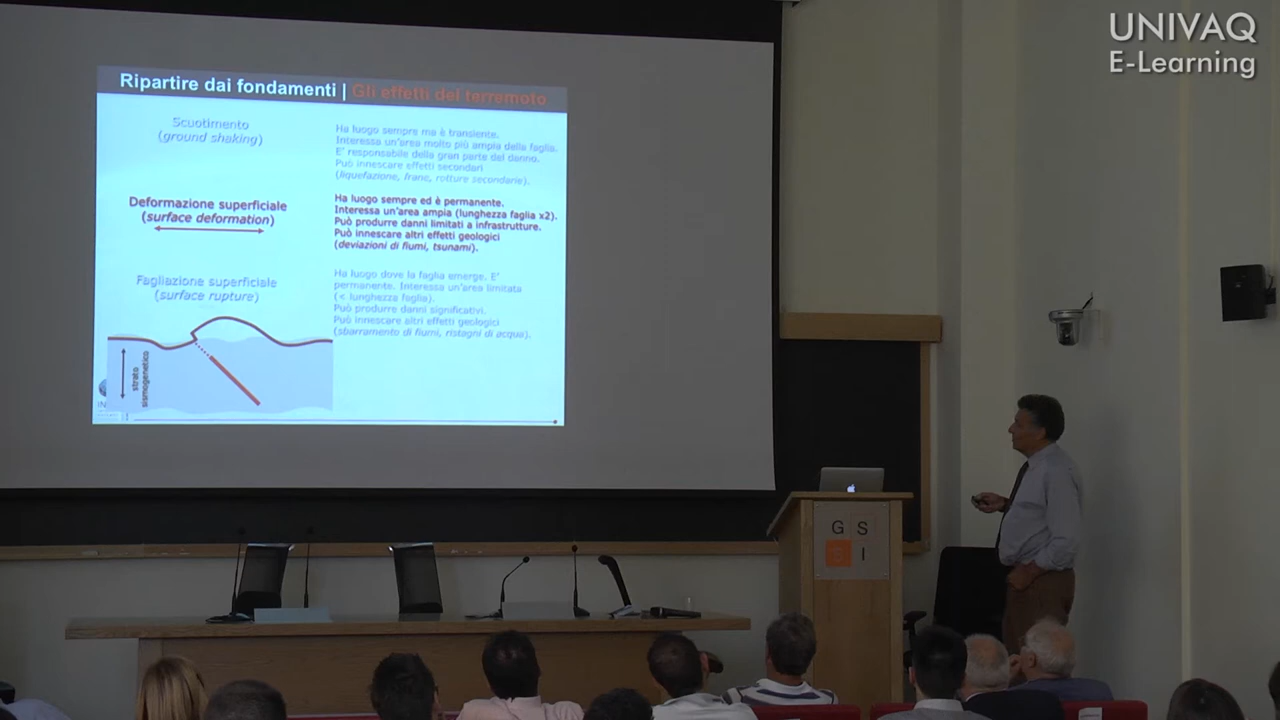 UNIVAQ
E-Learning
Ripartire dai fondamenti | Gli effetti del terremoto
Scuotimento
(ground shaking)
Ha luogo sempre ma è transiente.
Interessa un'area molto più ampia della faglia.
E' responsabile della gran parte del danno.
Può innescare effetti secondari
(liquefazione, frane, rotture secondarie).
Deformazione superficiale
(surface deformation)
Ha luogo sempre ed è permanente.
Interessa un'area ampia (lunghezza faglia x2).
Può produrre danni limitati a infrastrutture.
Può innescare altri effetti geologici
(deviazioni di fiumi, tsunami).
Fagliazione superficiale
(surface rupture)
Ha luogo dove la faglia emerge. E'
permanente. Interessa un'area limitata
(< lunghezza faglia).
Può produrre danni significativi.
Può innescare altri effetti geologici
(sbarramento di fiumi, ristagni di acqua).
strato
sismogenetico
G S
S I